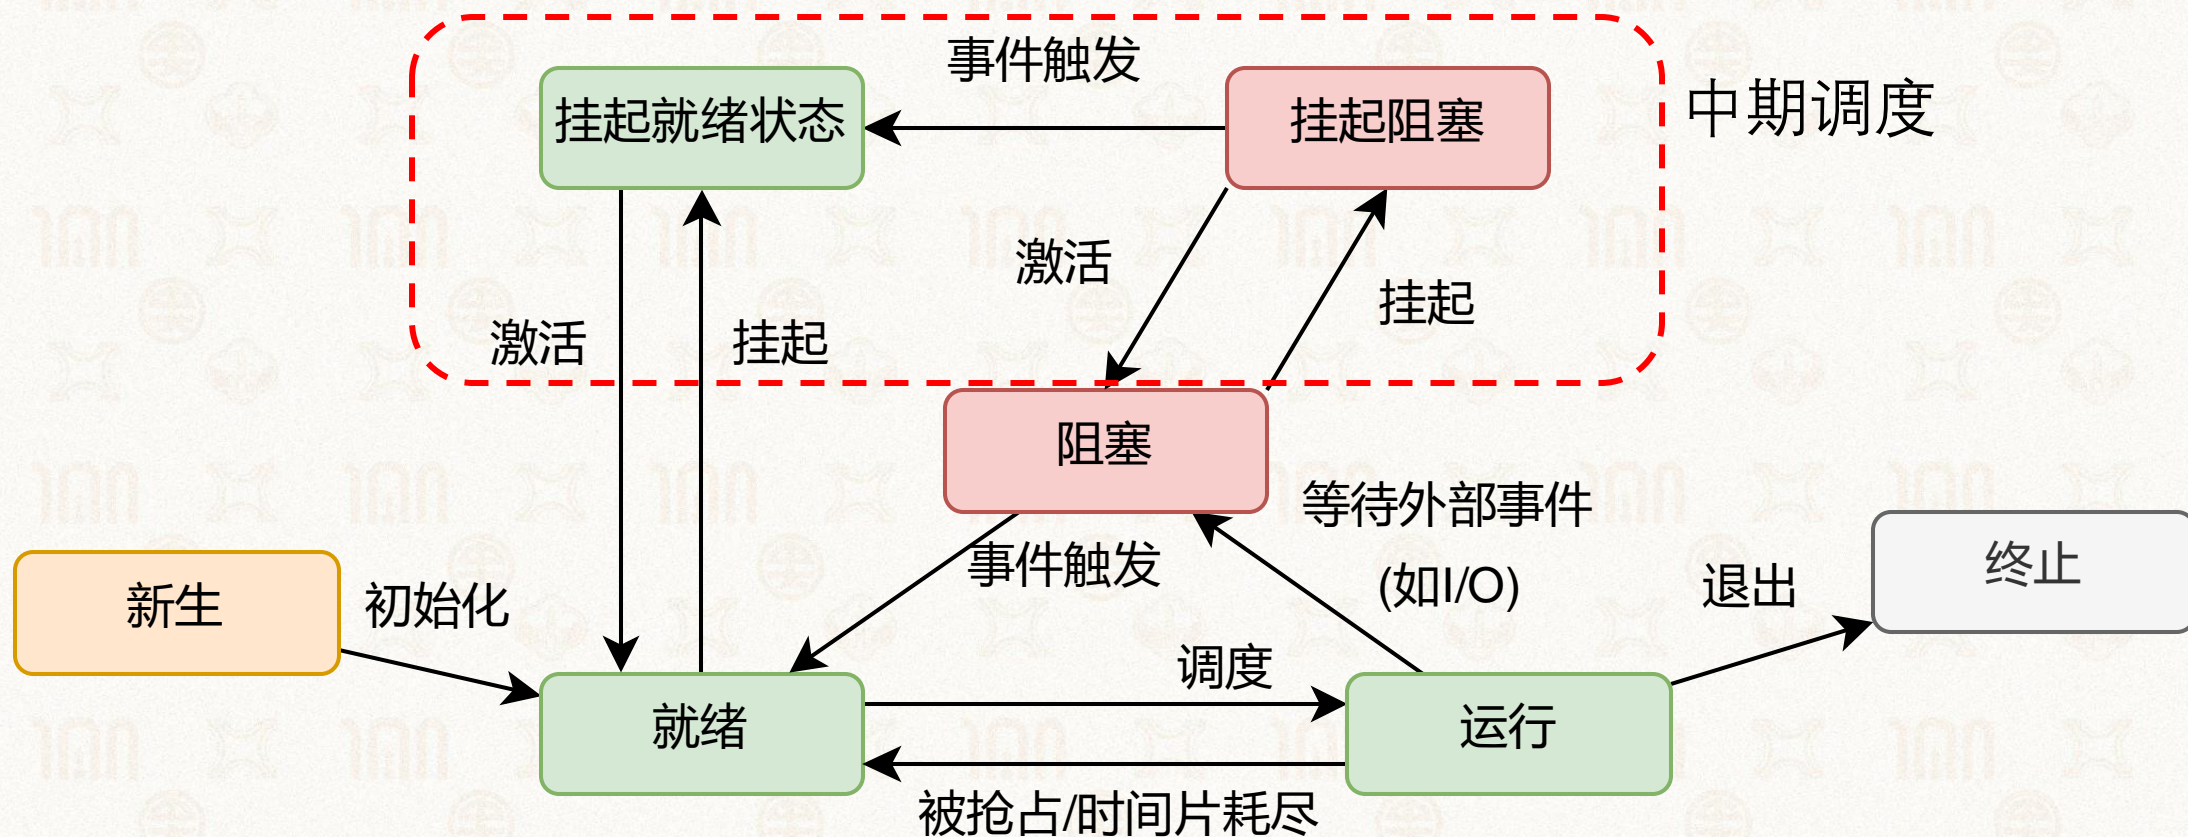 事件触发
挂起就绪状态
挂起阻塞
中期调度
激活
挂起
激活
挂起
阻塞
等待外部事件
(如I/O)
事件触发
新生
初始化
退出
终止
调度
就绪
运行
被抢占/时间片耗尽